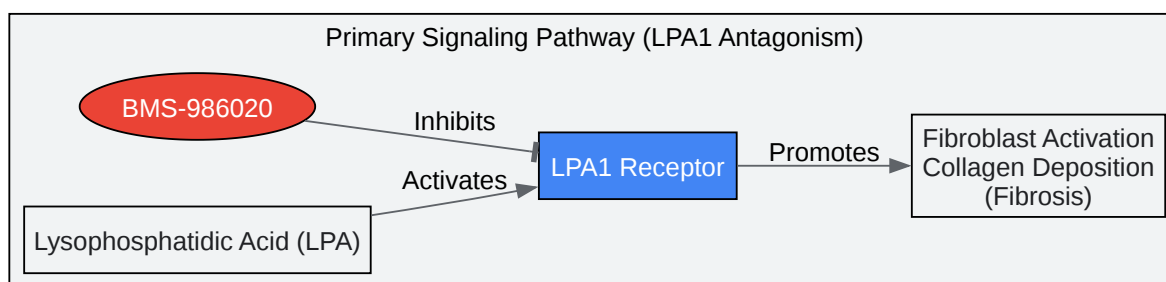 Primary Signaling Pathway (LPA1 Antagonism)
BMS-986020
Inhibits
Activates
Lysophosphatidic Acid (LPA)
LPA1 Receptor
Promotes
Fibroblast Activation
Collagen Deposition
(Fibrosis)